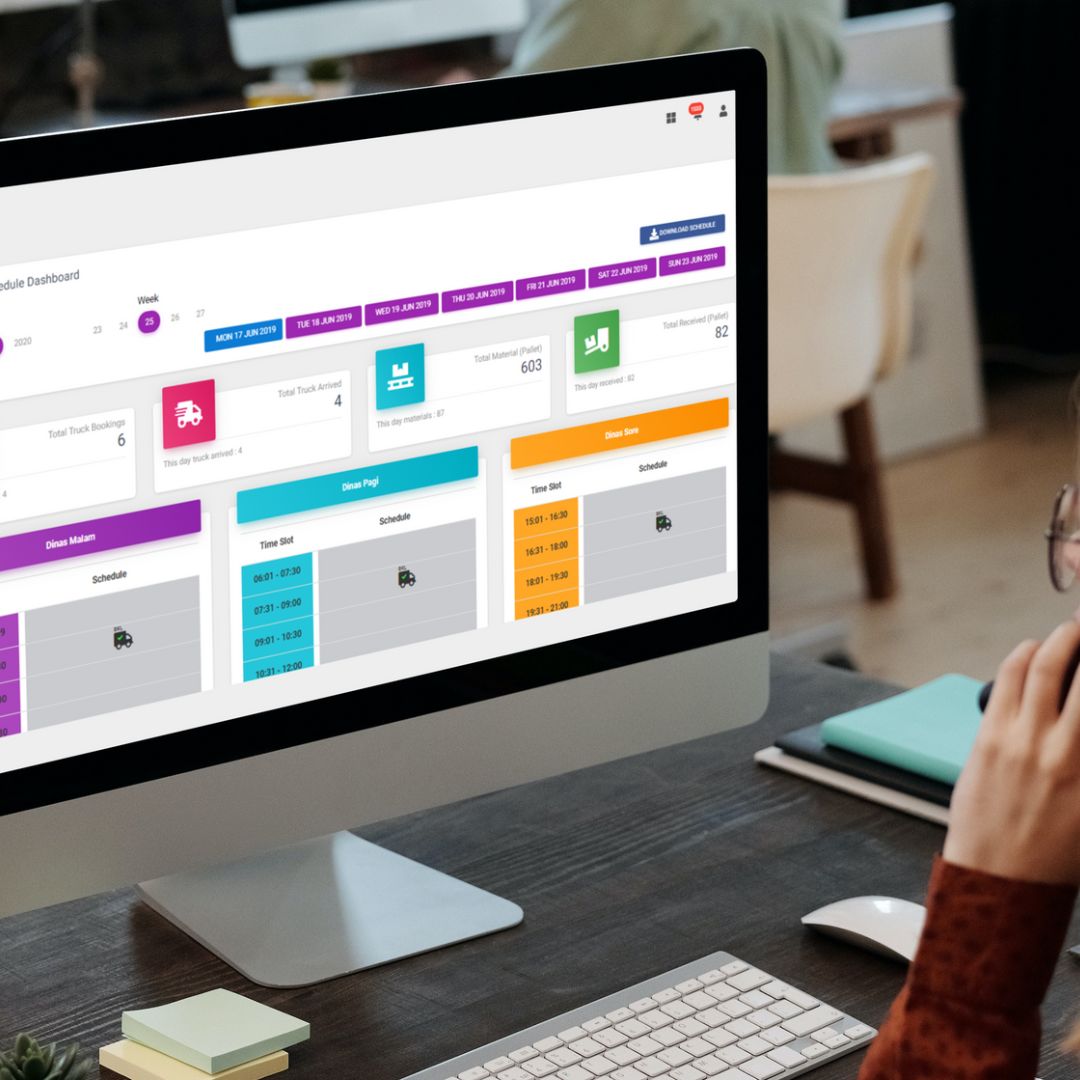 1035
DOWNLOAD SCHEDULE
edule Dashboard
Week
2020 23 24 25 26 27
MON 17 JUN 2019 TUE 18 JUN 2019 WED 19 JUN 2019 THU 20 JUN 2019 FRI 21 JUN 2019 SAT 22 JUN 2019 SUN 23 JUN 2019
Total Truck Bookings
6
4
Total Truck Arrived
4
This day truck arrived : 4
Total Material (Pallet)
603
This day materials : 87
Total Received (Pallet)
82
This day received : 82
Dinas Malam
Schedule
9
30
00
30
Dinas Pagi
Time Slot Schedule
06:01 - 07:30
07:31 - 09:00
09:01 - 10:30
10:31 - 12:00
Dinas Sore
Time Slot Schedule
15:01 - 16:30
16:31 - 18:00
18:01 - 19:30
19:31 - 21:00